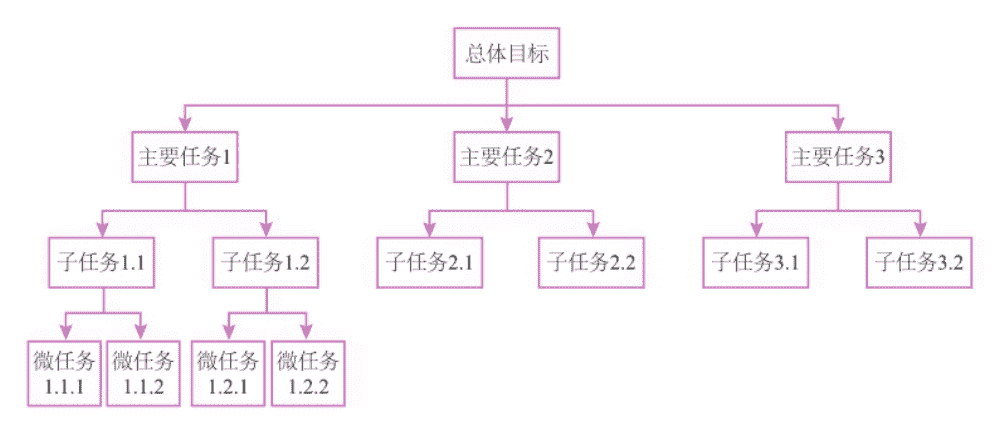 总体目标
主要任务1
主要任务2
主要任务3
子任务1.1
子任务1.2
子任务2.1
子任务2.2
子任务3.1
子任务3.2
微任务
1.1.1
微任务
1.1.2
微任务
1.2.1
微任务
1.2.2